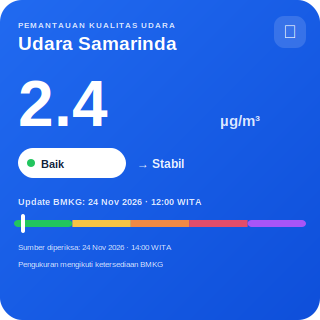 PEMANTAUAN KUALITAS UDARA
Udara Samarinda
2.4 µg/m³
Baik → Stabil
Update BMKG: 24 Nov 2026 · 12:00 WITA
Sumber diperiksa: 24 Nov 2026 · 14:00 WITA
Pengukuran mengikuti ketersediaan BMKG